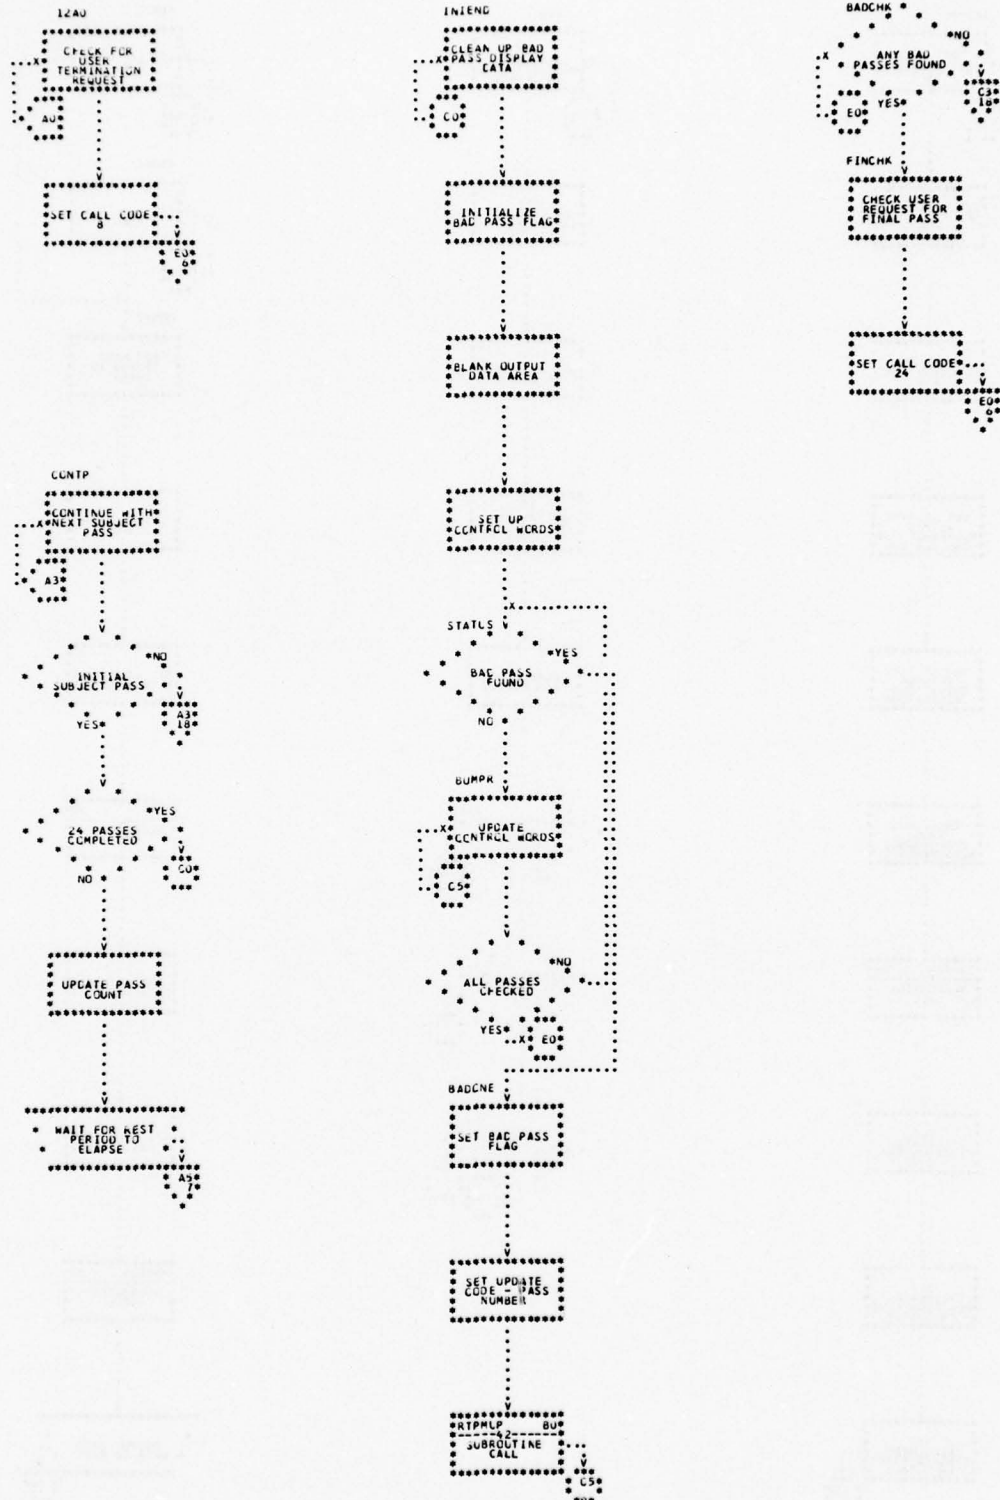 12A0
CHECK FOR
USER
TERMINATION
REQUEST
A0
SET CALL CODE
8
E0
6
CONTP
CONTINUE WITH
NEXT SUBJECT
PASS
A3
INITIAL
SUBJECT PASS
NO
A3
18
YES
24 PASSES
COMPLETED
YES
C0
NO
UPDATE PASS
COUNT
WAIT FOR REST
PERIOD TO
ELAPSE
A5
7
INIEND
CLEAN UP BAD
PASS DISPLAY
DATA
C0
INITIALIZE
BAD PASS FLAG
BLANK OUTPUT
DATA AREA
SET UP
CONTROL WORDS
X
STATUS
BAD PASS
FOUND
YES
NO
BUMPR
UPDATE
CONTROL WORDS
C5
ALL PASSES
CHECKED
NO
YES
X
E0
BADONE
SET BAD PASS
FLAG
SET UPDATE
CODE - PASS
NUMBER
RTPMLP B0
-----42-----
SUBROUTINE
CALL
C5
BADCHK
ANY BAD
PASSES FOUND
NO
C3
18
E0
YES
FINCHK
CHECK USER
REQUEST FOR
FINAL PASS
SET CALL CODE
24
E0
6